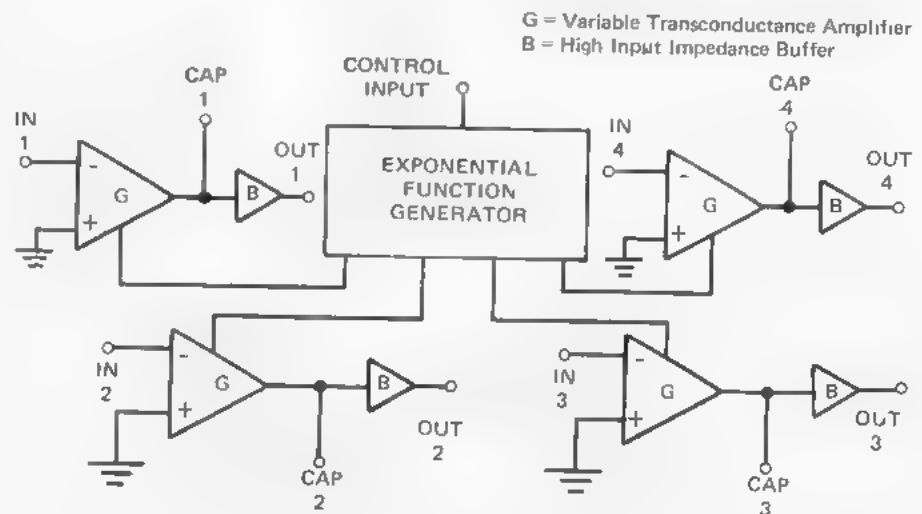 G = Variable Transconductance Amplifier
B = High Input Impedance Buffer
CONTROL
INPUT
CAP
1
IN
1
-
+
G
B
OUT
1
EXPONENTIAL
FUNCTION
GENERATOR
CAP
4
IN
4
-
+
G
B
OUT
4
IN
2
-
+
G
B
OUT
2
CAP
2
IN
3
-
+
G
B
OUT
3
CAP
3